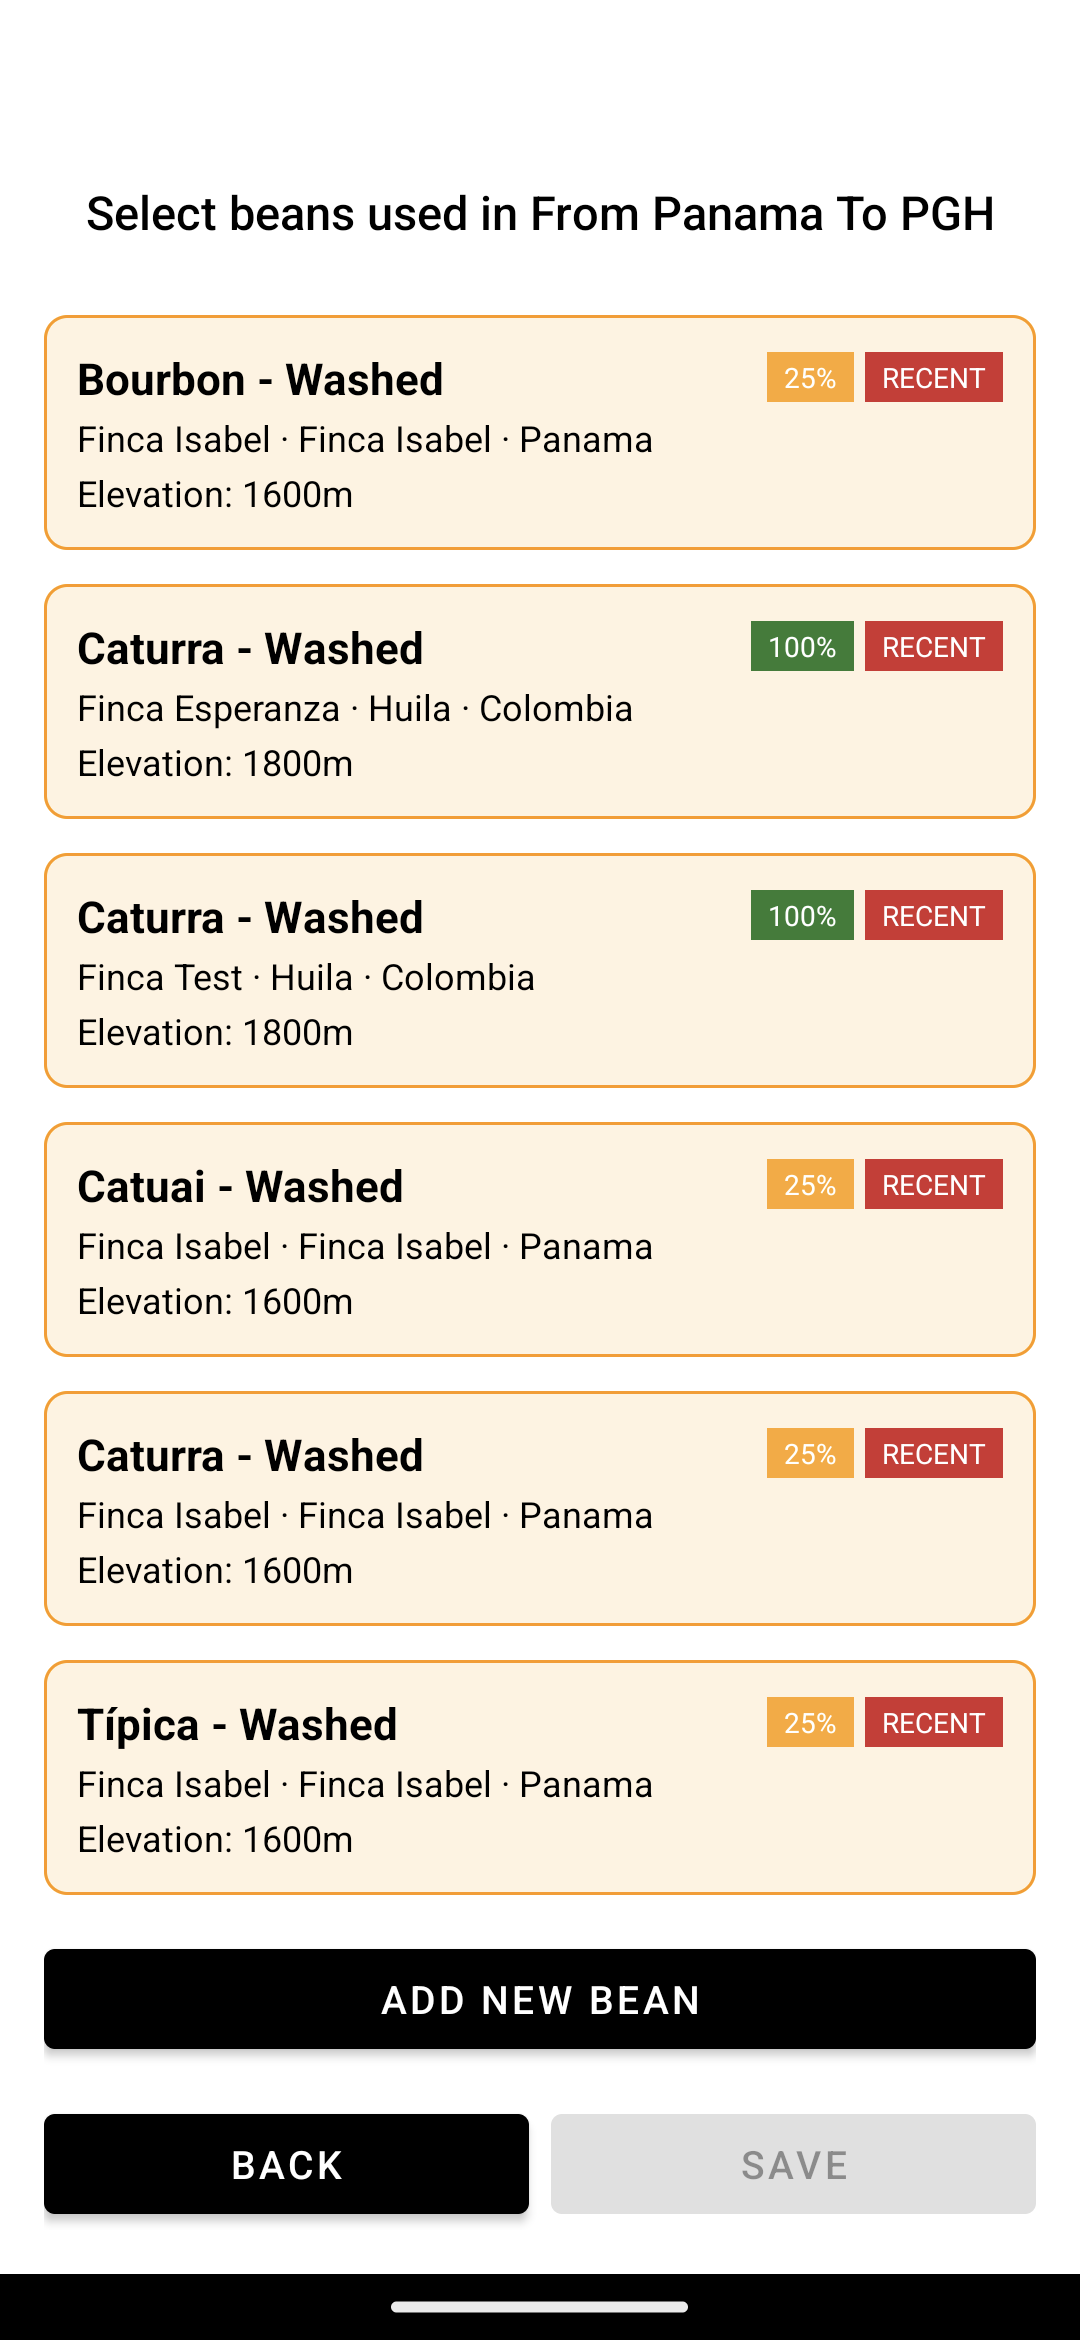 Select beans used in From Panama To PGH
Bourbon - Washed 25% RECENT
Finca Isabel · Finca Isabel · Panama
Elevation: 1600m
Caturra - Washed 100% RECENT
Finca Esperanza · Huila · Colombia
Elevation: 1800m
Caturra - Washed 100% RECENT
Finca Test · Huila · Colombia
Elevation: 1800m
Catuai - Washed 25% RECENT
Finca Isabel · Finca Isabel · Panama
Elevation: 1600m
Caturra - Washed 25% RECENT
Finca Isabel · Finca Isabel · Panama
Elevation: 1600m
Típica - Washed 25% RECENT
Finca Isabel · Finca Isabel · Panama
Elevation: 1600m
ADD NEW BEAN
BACK SAVE